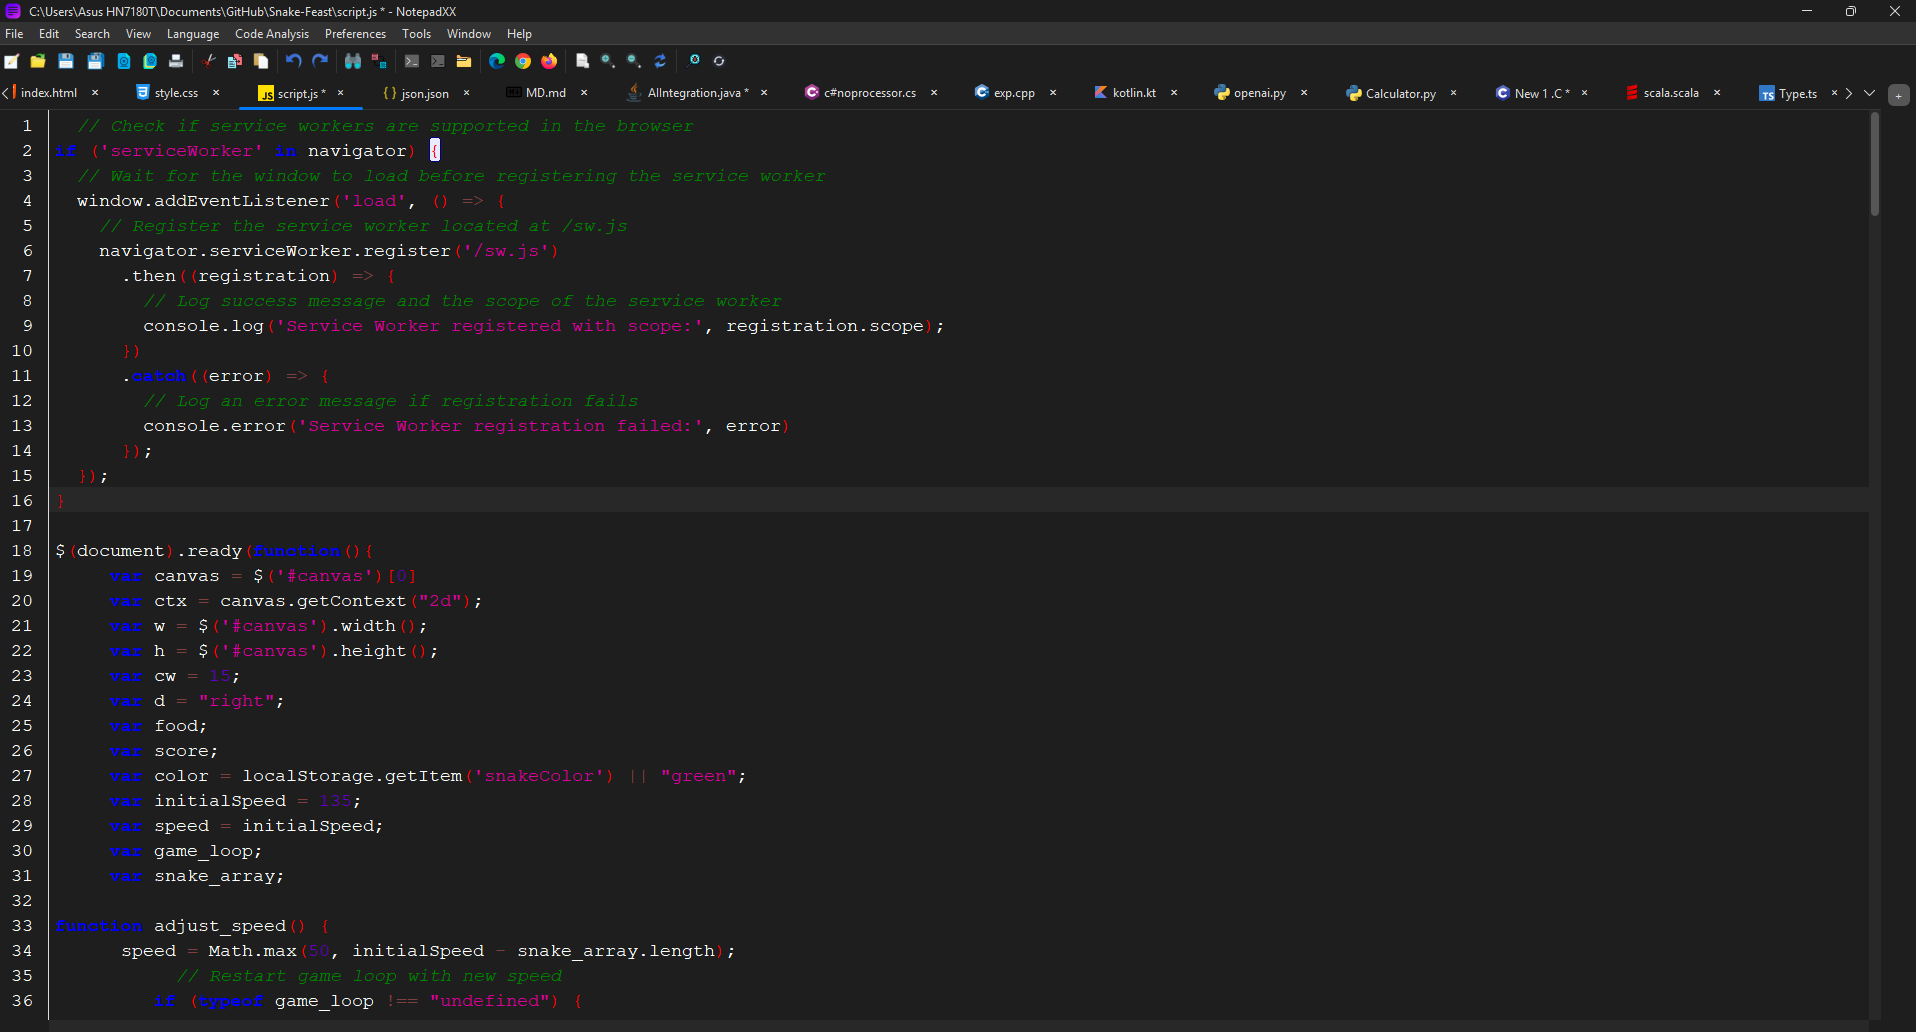 C:\Users\Asus HN7180T\Documents\GitHub\Snake-Feast\script.js * - NotepadXX
File Edit Search View Language Code Analysis Preferences Tools Window Help
index.html style.css script.js * json.json MD.md AIIntegration.java * c#noprocessor.cs exp.cpp kotlin.kt openai.py Calculator.py New 1 .C * scala.scala Type.ts
1 // Check if service workers are supported in the browser
2 if ('serviceWorker' in navigator) {
3 // Wait for the window to load before registering the service worker
4 window.addEventListener('load', () => {
5 // Register the service worker located at /sw.js
6 navigator.serviceWorker.register('/sw.js')
7 .then((registration) => {
8 // Log success message and the scope of the service worker
9 console.log('Service Worker registered with scope:', registration.scope);
10 })
11 .catch((error) => {
12 // Log an error message if registration fails
13 console.error('Service Worker registration failed:', error)
14 });
15 });
16 }
17
18 $(document).ready(function(){
19 var canvas = $('#canvas')[0]
20 var ctx = canvas.getContext("2d");
21 var w = $('#canvas').width();
22 var h = $('#canvas').height();
23 var cw = 15;
24 var d = "right";
25 var food;
26 var score;
27 var color = localStorage.getItem('snakeColor') || "green";
28 var initialSpeed = 135;
29 var speed = initialSpeed;
30 var game_loop;
31 var snake_array;
32
33 function adjust_speed() {
34 speed = Math.max(50, initialSpeed - snake_array.length);
35 // Restart game loop with new speed
36 if (typeof game_loop !== "undefined") {